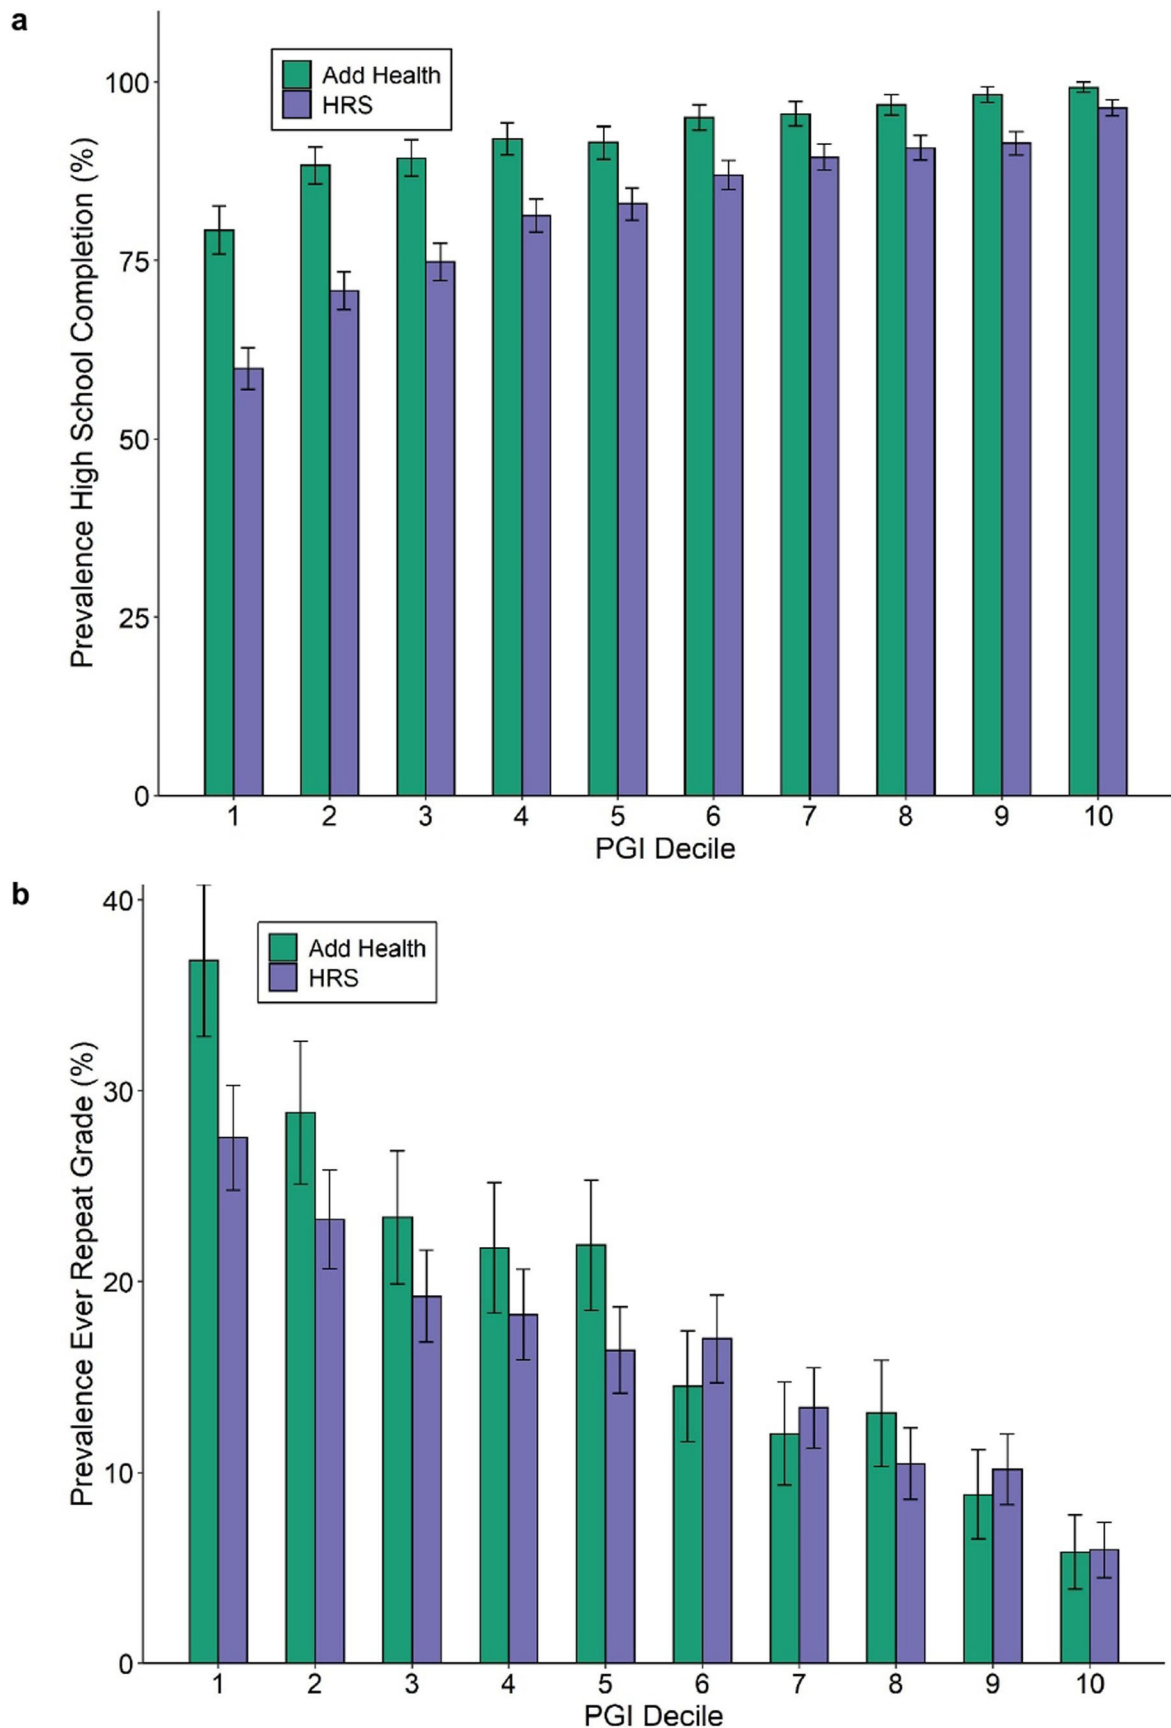 a
Add Health
HRS
Prevalence High School Completion (%)
100
75
50
25
0
1 2 3 4 5 6 7 8 9 10
PGI Decile
b
Add Health
HRS
Prevalence Ever Repeat Grade (%)
40
30
20
10
0
1 2 3 4 5 6 7 8 9 10
PGI Decile